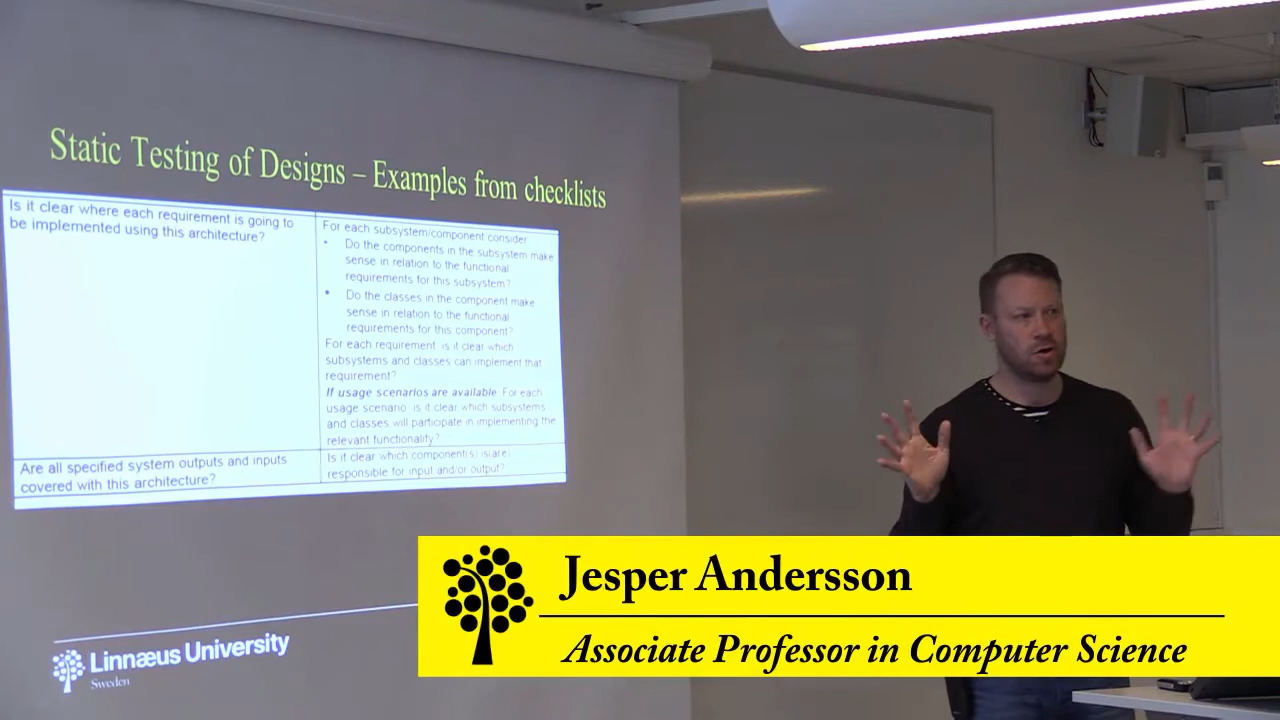 Static Testing of Designs – Examples from checklists
Is it clear where each requirement is going to
be implemented using this architecture?
For each subsystem/component consider:
• Do the components in the subsystem make
sense in relation to the functional
requirements for this subsystem?
• Do the classes in the component make
sense in relation to the functional
requirements for this component?
For each requirement is it clear which
subsystems and classes can implement that
requirement?
If usage scenarios are available: For each
usage scenario is it clear which subsystems
and classes will participate in implementing the
relevant functionality?
Are all specified system outputs and inputs
covered with this architecture?
Is it clear which component(s) is(are)
responsible for input and/or output?
Linnæus University
Sweden
Jesper Andersson
Associate Professor in Computer Science